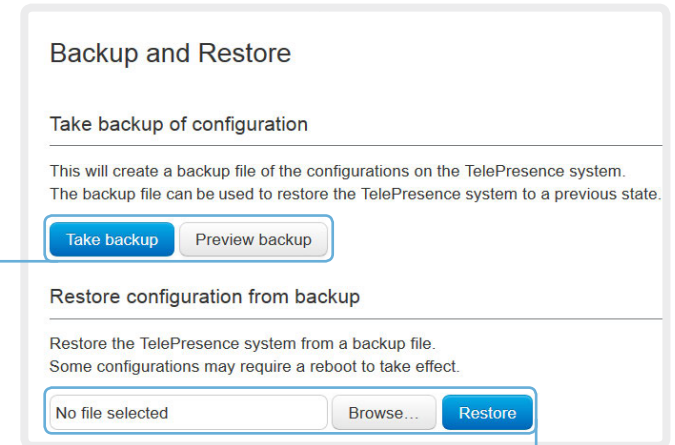 Backup and Restore
Take backup of configuration
This will create a backup file of the configurations on the TelePresence system.
The backup file can be used to restore the TelePresence system to a previous state.
Take backup Preview backup
Restore configuration from backup
Restore the TelePresence system from a backup file.
Some configurations may require a reboot to take effect.
No file selected Browse... Restore